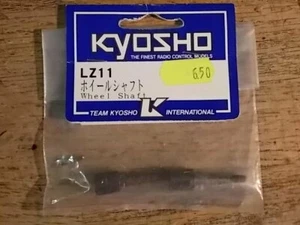 KYOSHO
THE FINEST RADIO CONTROL MODELS
LZ11
650
ホイールシャフト
Wheel Shaft
TEAM KYOSHO K INTERNATIONAL